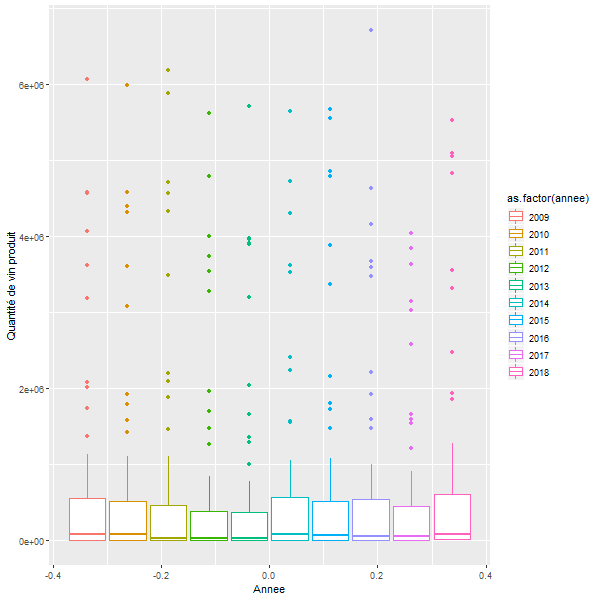 6e+06
4e+06
2e+06
0e+00
Quantité de vin produit
-0.4
-0.2
0.0
0.2
0.4
Annee
as.factor(annee)
2009
2010
2011
2012
2013
2014
2015
2016
2017
2018